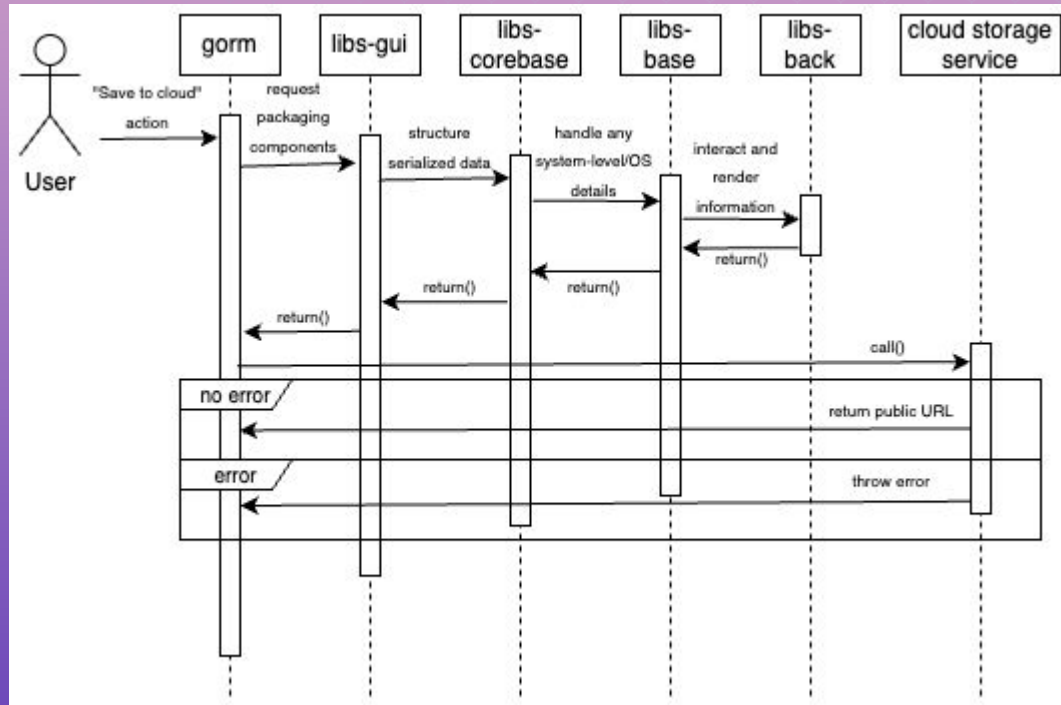 gorm
libs-gui
libs-
corebase
libs-
base
libs-
back
cloud storage
service
"Save to cloud"
action
User
request
packaging
components
structure
serialized data
handle any
system-level/OS
details
interact and
render
information
return()
return()
return()
return()
call()
no error
return public URL
error
throw error